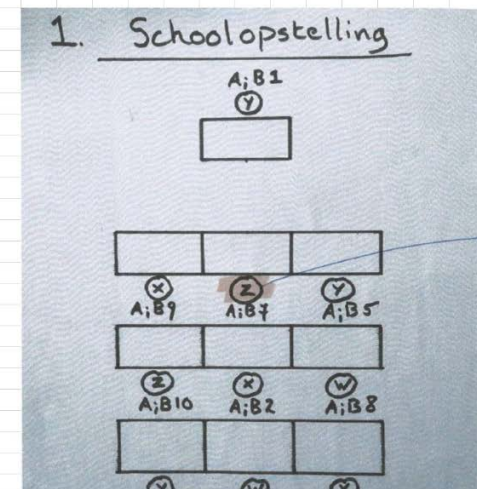 1. Schoolopstelling
A;B1
Y
X Z Y
A;B9 A;B7 A;B5
Z X W
A;B10 A;B2 A;B8
W